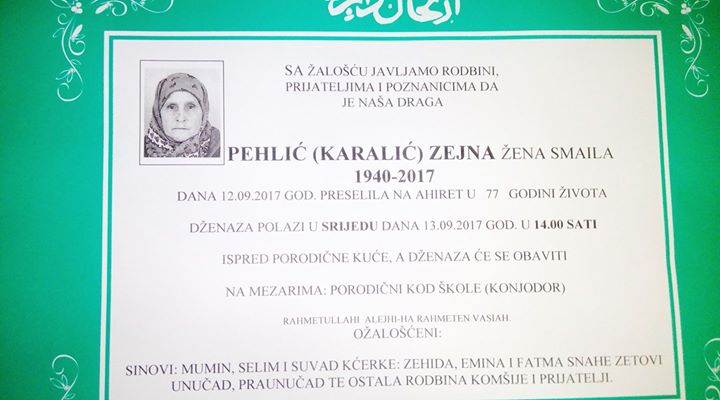 SA ŽALOŠĆU JAVLJAMO RODBINI,
PRIJATELJIMA I POZNANICIMA DA
JE NAŠA DRAGA
PEHLIĆ (KARALIĆ) ZEJNA ŽENA SMAILA
1940-2017
DANA 12.09.2017 GOD. PRESELILA NA AHIRET U 77 GODINI ŽIVOTA
DŽENAZA POLAZI U SRIJEDU DANA 13.09.2017 GOD. U 14.00 SATI
ISPRED PORODIČNE KUĆE, A DŽENAZA ĆE SE OBAVITI
NA MEZARIMA: PORODIČNI KOD ŠKOLE (KONJODOR)
RAHMETULLAHI ALEJHI-HA RAHMETEN VASIAH.
OŽALOŠĆENI:
SINOVI: MUMIN, SELIM I SUVAD KĆERKE: ZEHIDA, EMINA I FATMA SNAHE ZETOVI
UNUČAD, PRAUNUČAD TE OSTALA RODBINA KOMŠIJE I PRIJATELJI.